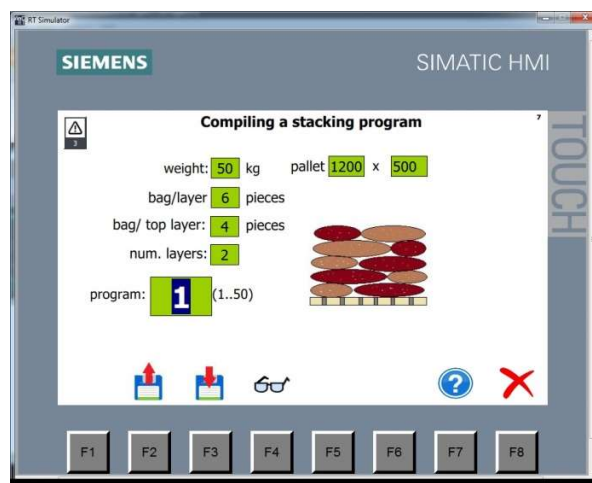 RT Simulator
SIEMENS
SIMATIC HMI
TOUCH
3
Compiling a stacking program
7
weight: 50 kg pallet 1200 x 500
bag/layer 6 pieces
bag/ top layer: 4 pieces
num. layers: 2
program: 1 (1..50)
?
F1 F2 F3 F4 F5 F6 F7 F8